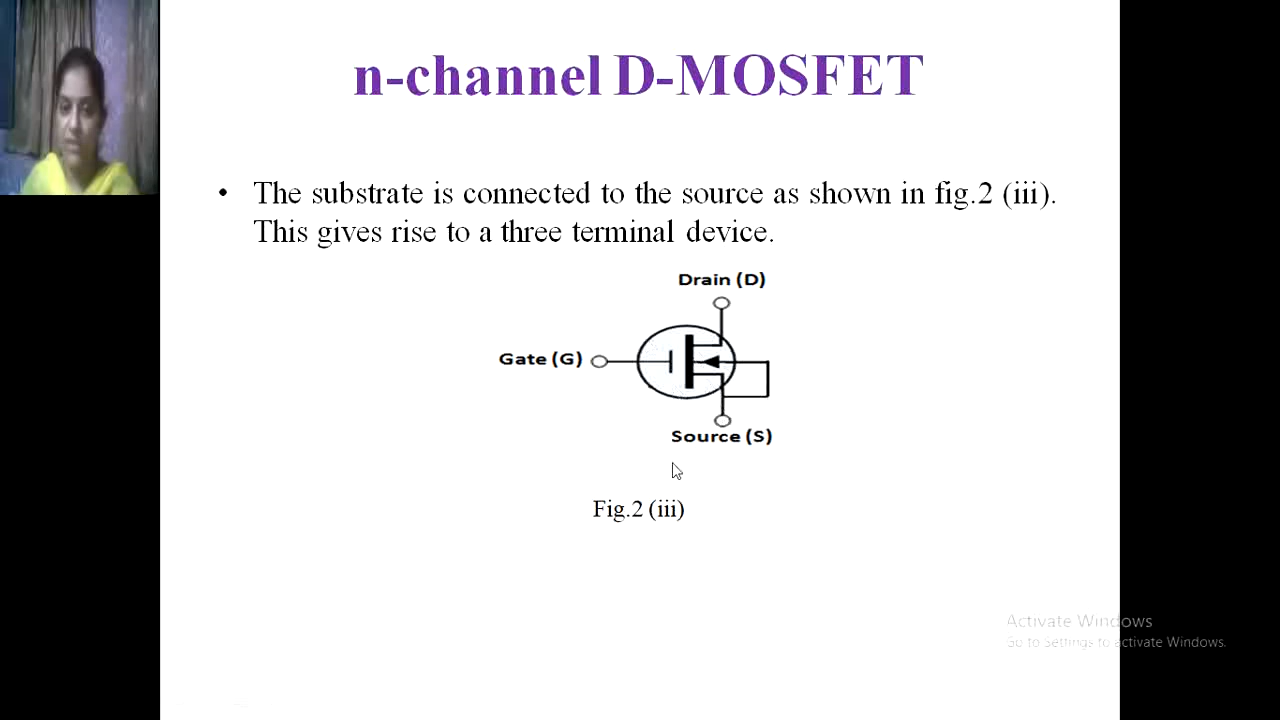 n-channel D-MOSFET
• The substrate is connected to the source as shown in fig.2 (iii).
This gives rise to a three terminal device.
Drain (D)
Gate (G)
Source (S)
Fig.2 (iii)
Activate Windows
Go to Settings to activate Windows.